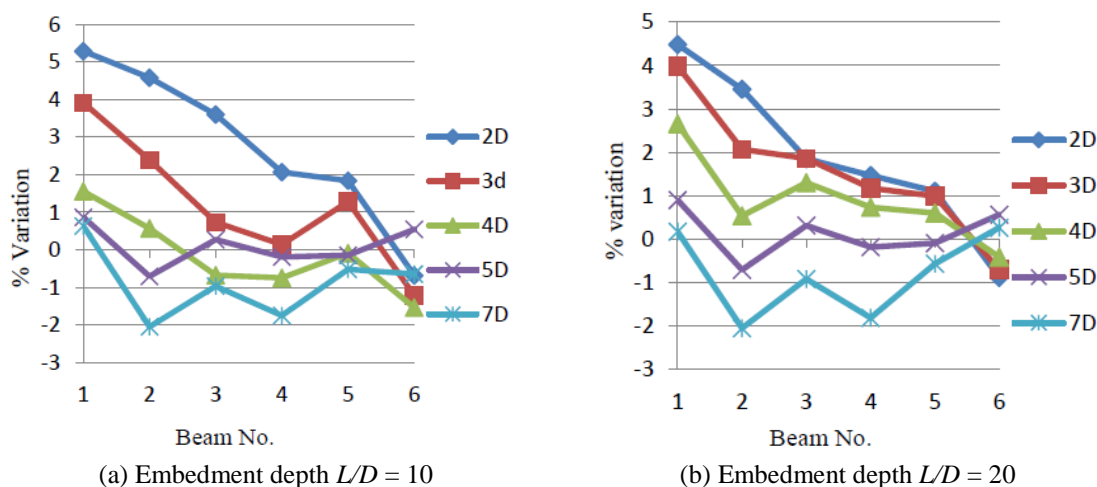 6
5
4
3
2
1
0
-1
-2
-3
% Variation
1 2 3 4 5 6
Beam No.
2D
3d
4D
5D
7D
(a) Embedment depth L/D = 10
5
4
3
2
1
0
-1
-2
-3
% variation
1 2 3 4 5 6
Beam No.
2D
3D
4D
5D
7D
(b) Embedment depth L/D = 20